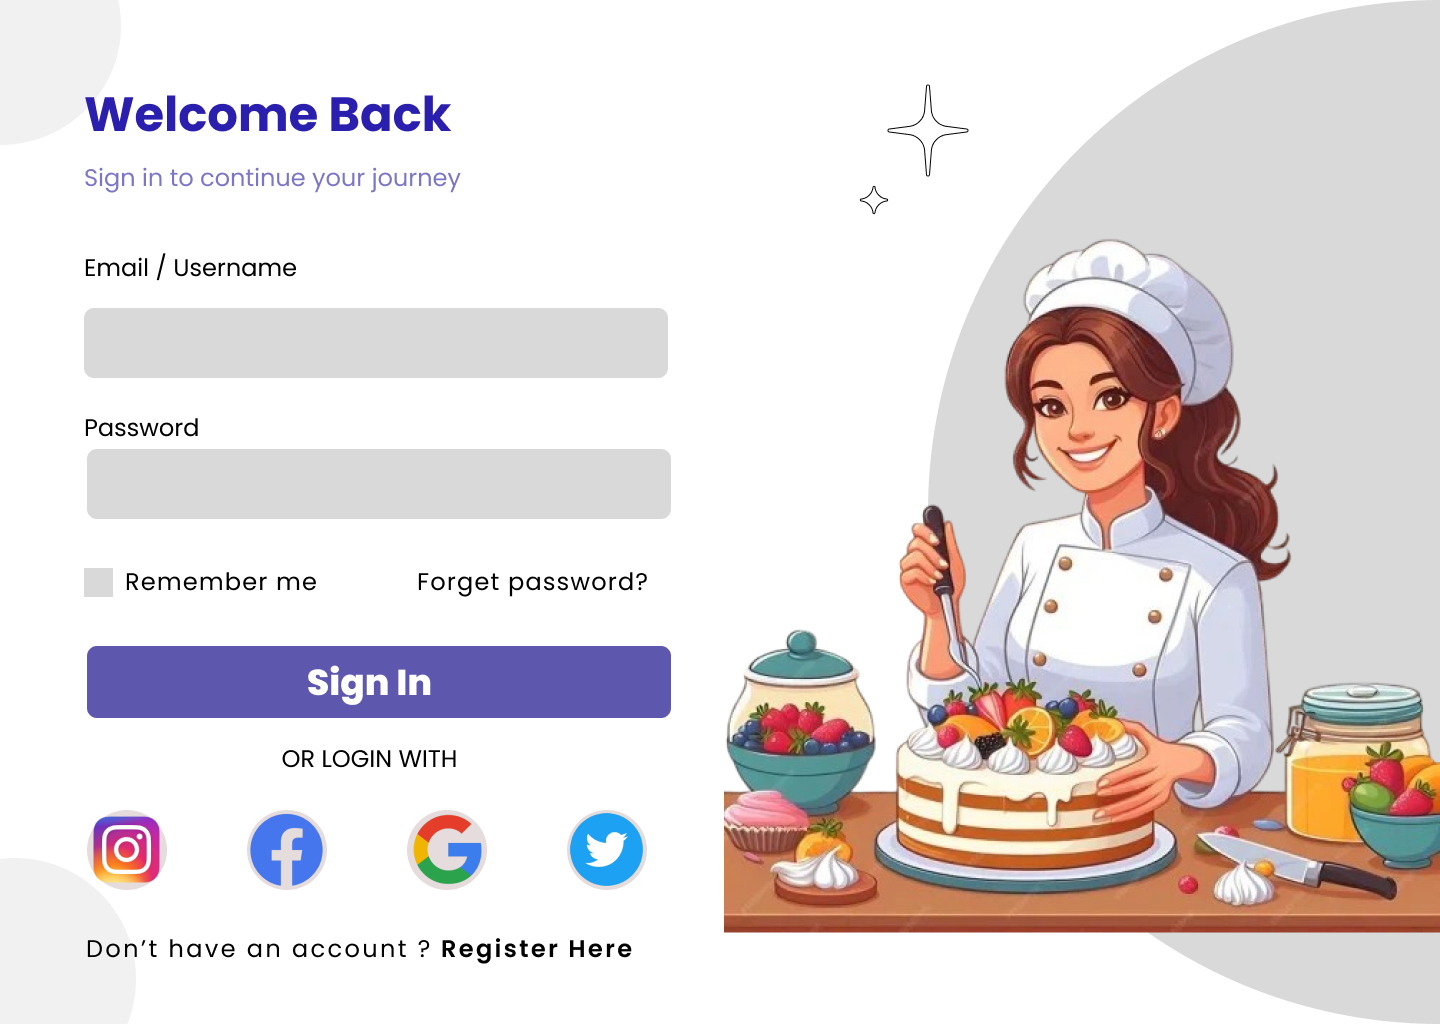 Welcome Back
Sign in to continue your journey
Email / Username
Password
Remember me
Forget password?
Sign In
OR LOGIN WITH
Don’t have an account ? Register Here